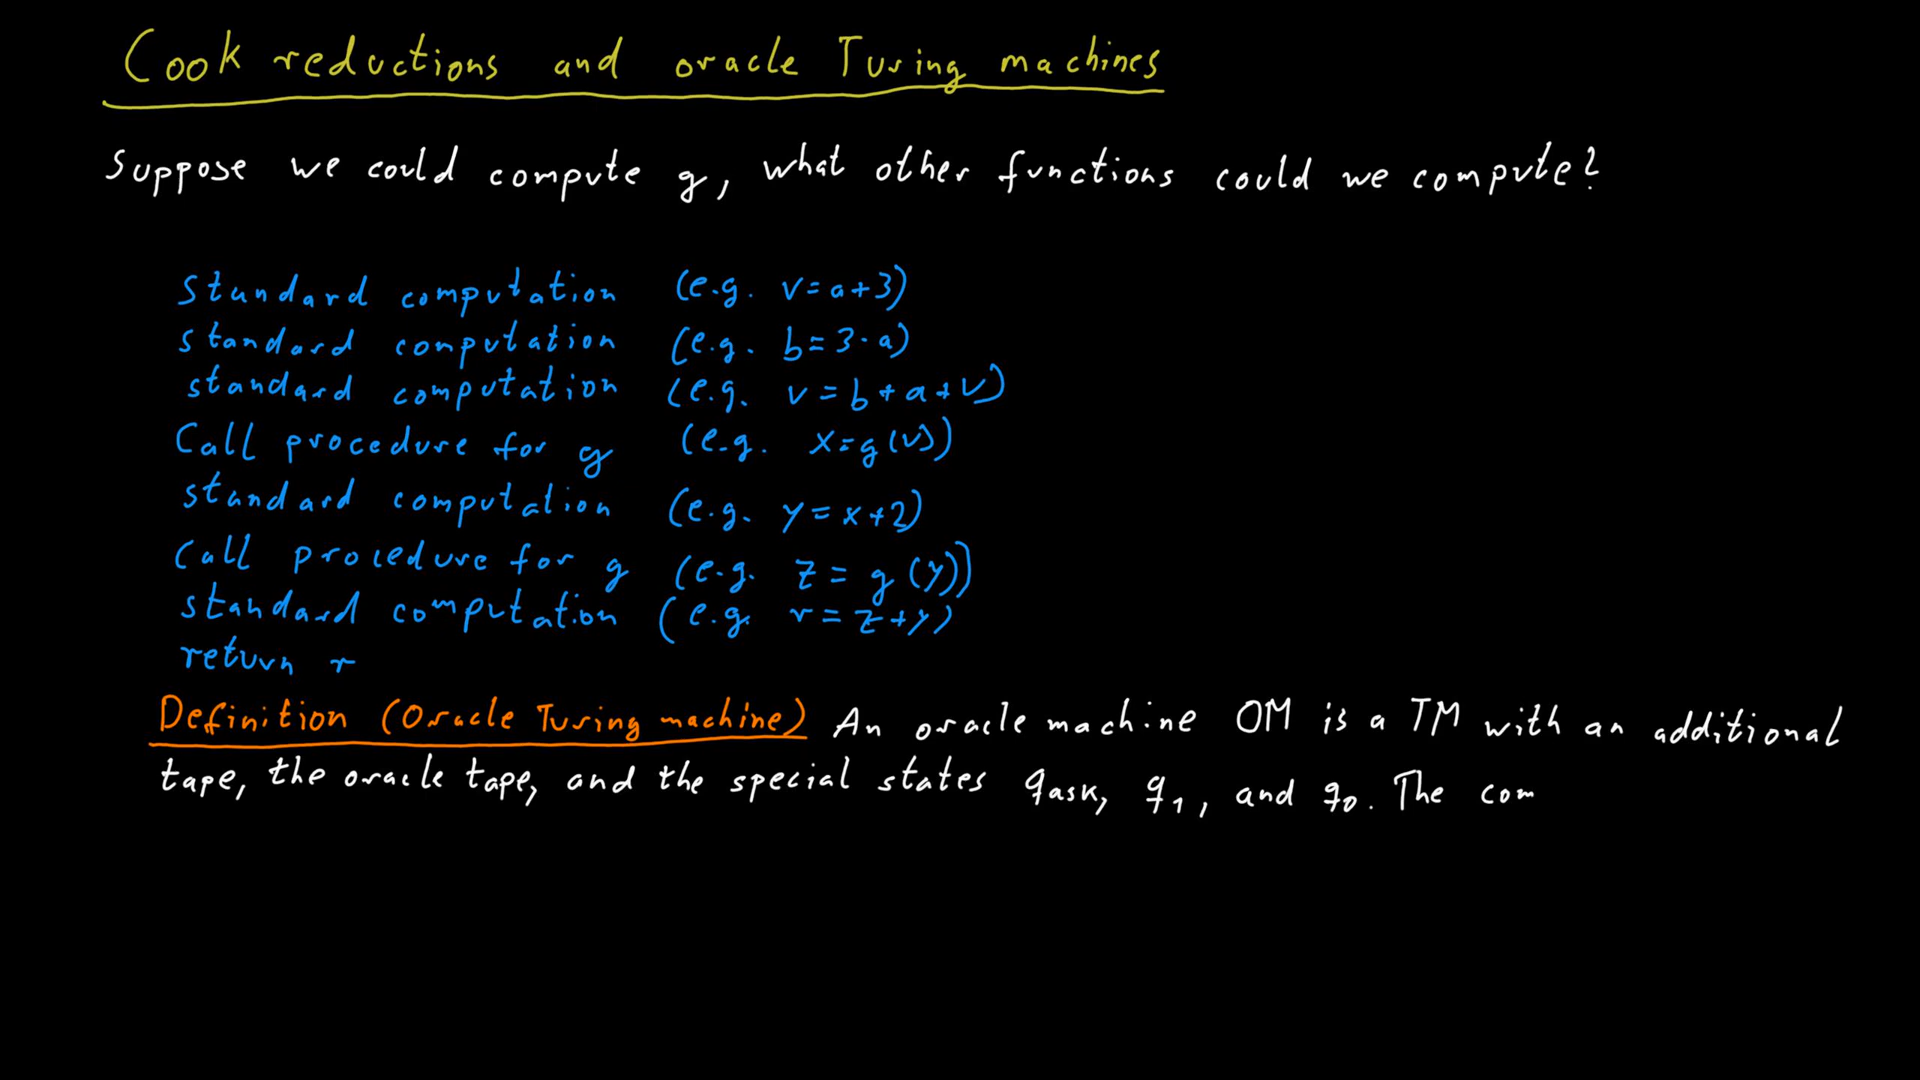 Cook reductions and oracle Turing machines
Suppose we could compute g, what other functions could we compute?
Standard computation (e.g. v=a+3)
standard computation (e.g. b=3·a)
standard computation (e.g. v=b+a+v)
Call procedure for g (e.g. x=g(v))
standard computation (e.g. y=x+2)
Call procedure for g (e.g. z=g(y))
standard computation (e.g. r=z+y)
return r
Definition (Oracle Turing machine) An oracle machine OM is a TM with an additional
tape, the oracle tape, and the special states qask, q1, and q0. The com